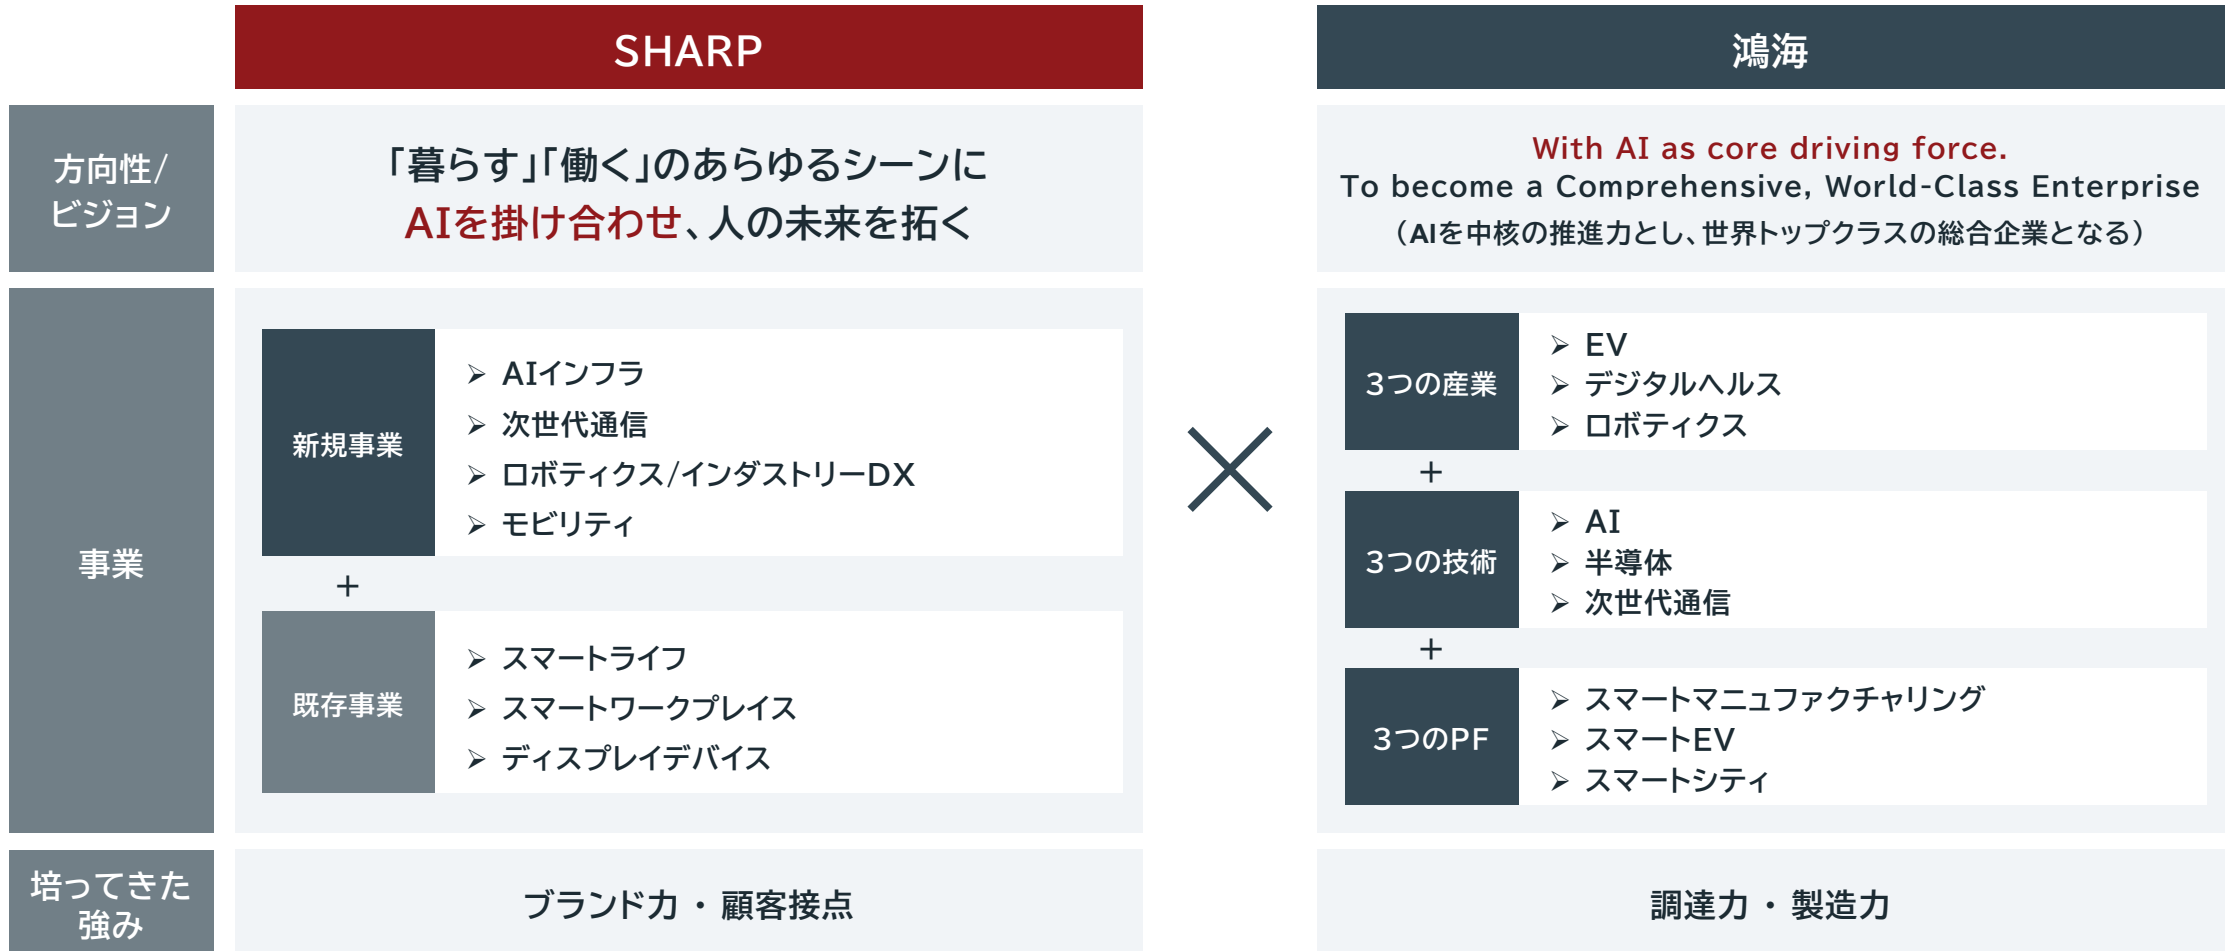 SHARP
鴻海
方向性/
ビジョン
「暮らす」「働く」のあらゆるシーンに
AIを掛け合わせ、人の未来を拓く
With AI as core driving force.
To become a Comprehensive, World-Class Enterprise
（AIを中核の推進力とし、世界トップクラスの総合企業となる）
事業
新規事業
➢ AIインフラ
➢ 次世代通信
➢ ロボティクス/インダストリーDX
➢ モビリティ
+
既存事業
➢ スマートライフ
➢ スマートワークプレイス
➢ ディスプレイデバイス
×
3つの産業
➢ EV
➢ デジタルヘルス
➢ ロボティクス
+
3つの技術
➢ AI
➢ 半導体
➢ 次世代通信
+
3つのPF
➢ スマートマニュファクチャリング
➢ スマートEV
➢ スマートシティ
培ってきた
強み
ブランド力・顧客接点
調達力・製造力